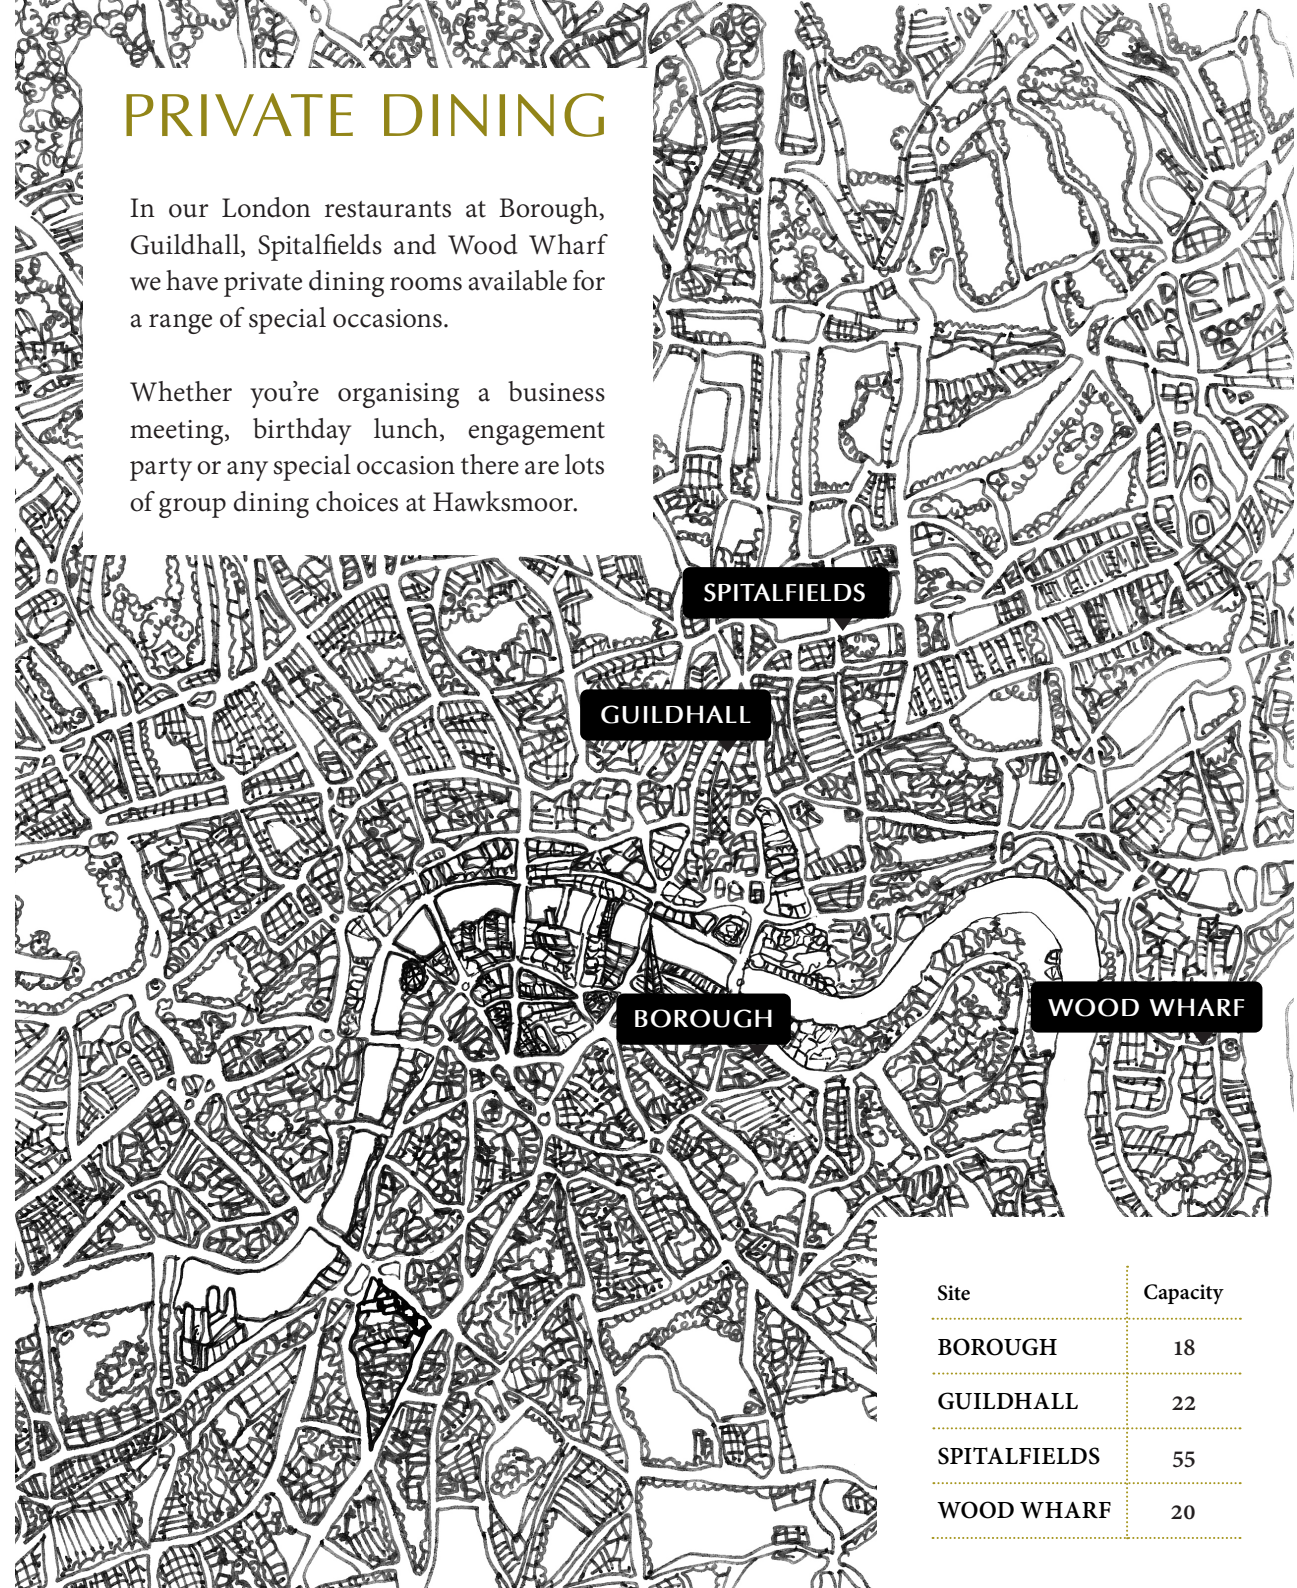 PRIVATE DINING
In our London restaurants at Borough,
Guildhall, Spitalfields and Wood Wharf
we have private dining rooms available for
a range of special occasions.
Whether you’re organising a business
meeting, birthday lunch, engagement
party or any special occasion there are lots
of group dining choices at Hawksmoor.
SPITALFIELDS
GUILDHALL
BOROUGH
WOOD WHARF
Site Capacity
BOROUGH 18
GUILDHALL 22
SPITALFIELDS 55
WOOD WHARF 20